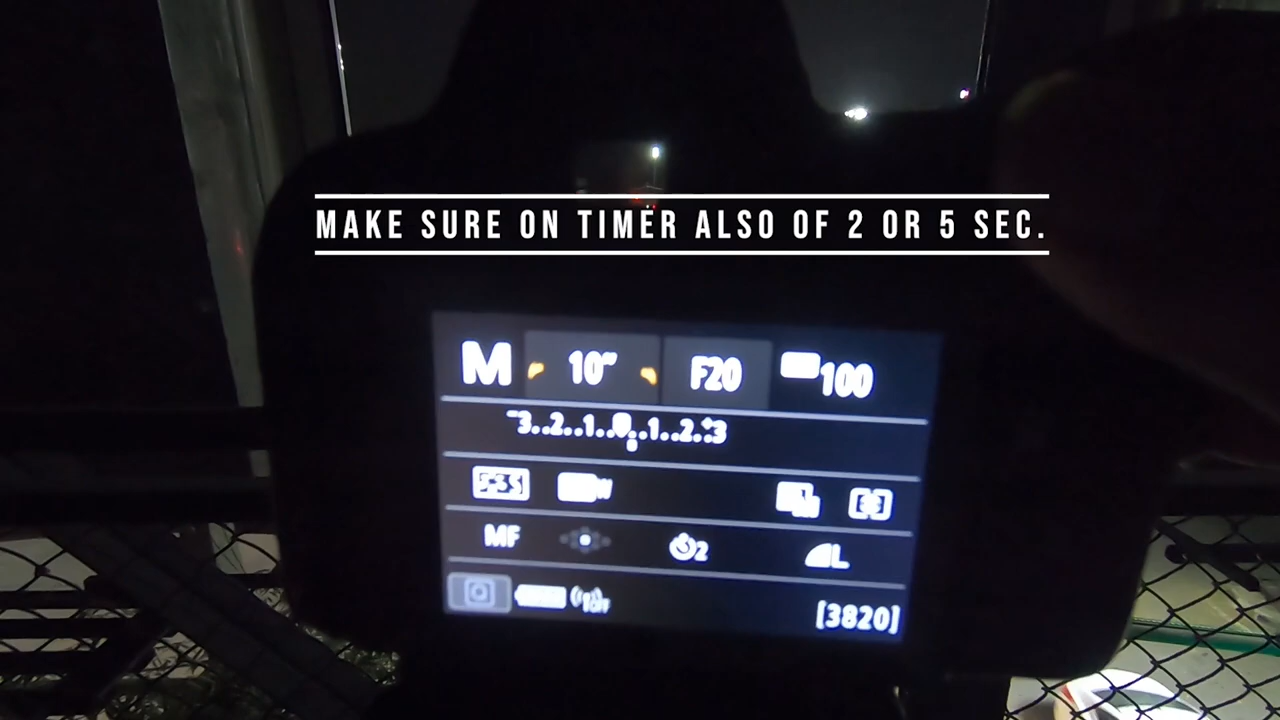 MAKE SURE ON TIMER ALSO OF 2 OR 5 SEC.
M 10" F20 100
-3..2..1..0..1..2..+3
MF 2 L
OFF
[3820]